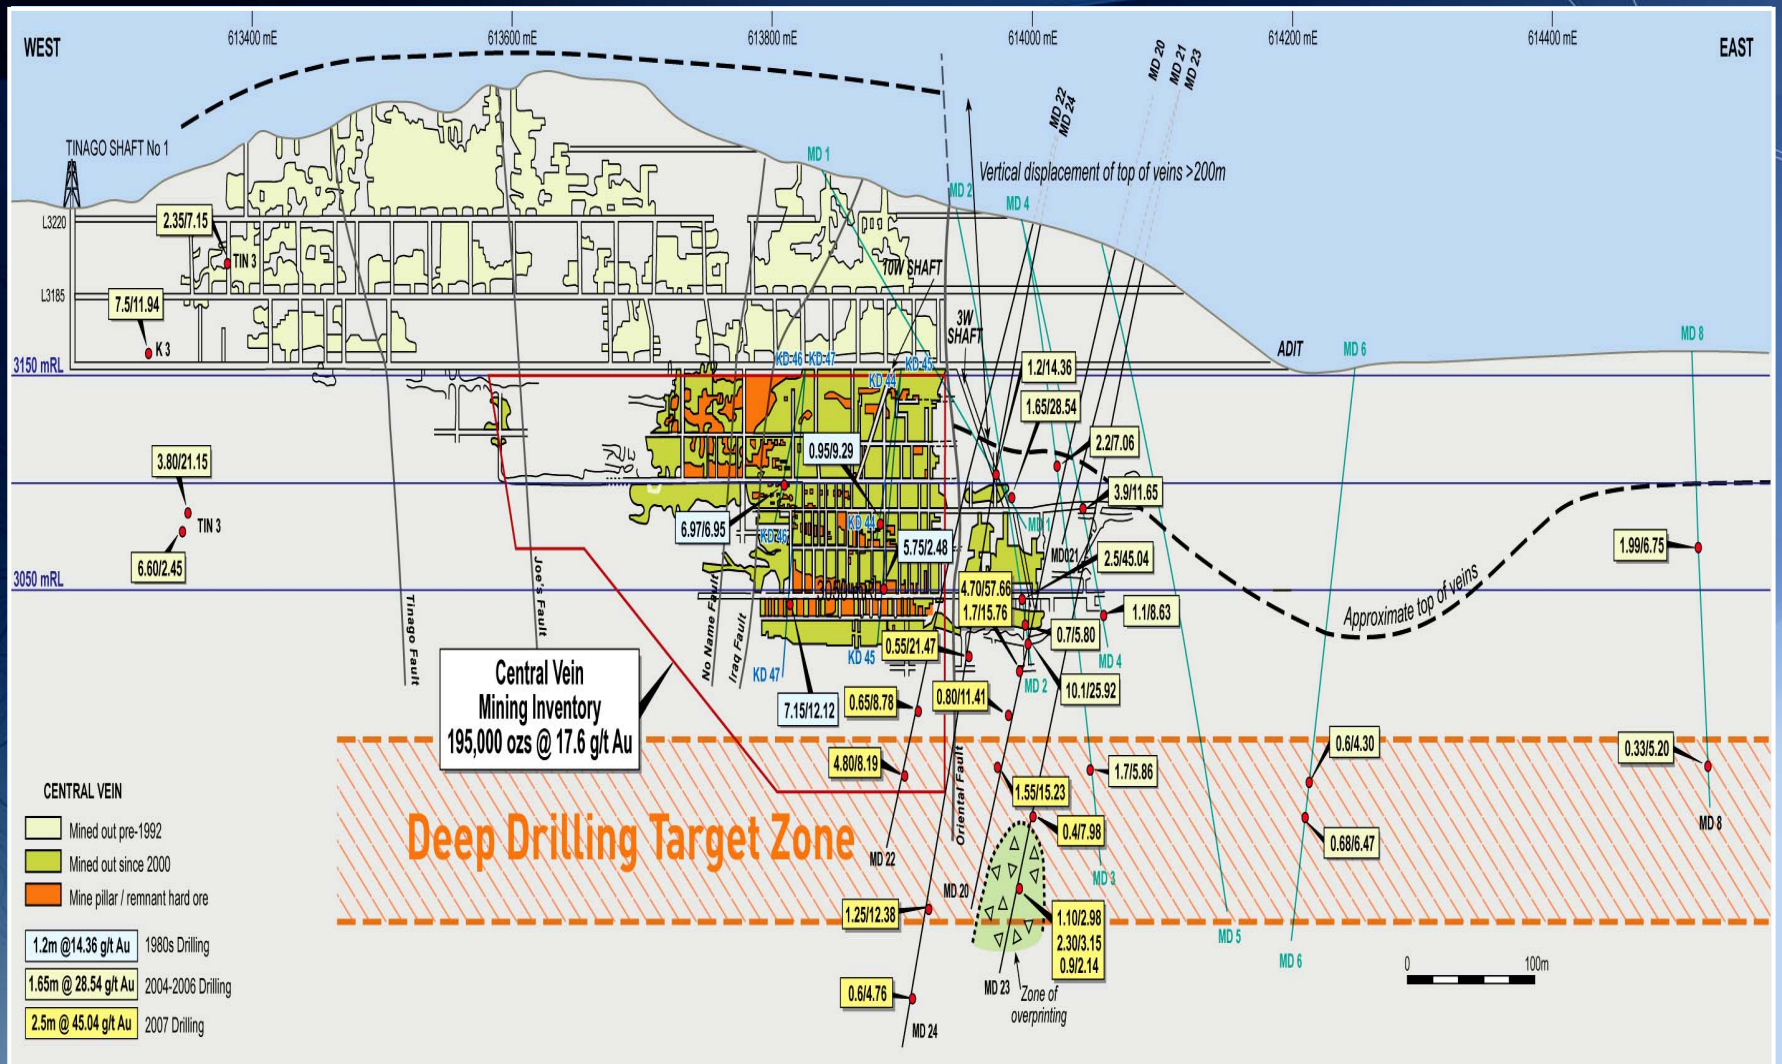 613400 mE
613600 mE
613800 mE
614000 mE
614200 mE
614400 mE
WEST
EAST
MD 20
MD 21
MD 23
MD 22
MD 24
TINAGO SHAFT No 1
MD 1
Vertical displacement of top of veins >200m
MD 2
MD 4
L3220
2.35/7.15
TIN 3
10W SHAFT
L3185
7.5/11.94
K 3
3W
SHAFT
ADIT
MD 6
MD 8
3150 mRL
KD 46
KD 47
KD 45
KD 44
1.2/14.36
1.65/28.54
2.2/7.06
0.95/9.29
3.80/21.15
TIN 3
6.60/2.45
3.9/11.65
6.97/6.95
KD 46
KD 44
MD 1
5.75/2.48
MD021
2.5/45.04
1.99/6.75
3050 mRL
4.70/57.66
1.7/15.76
1.1/8.63
0.7/5.80
Approximate top of veins
Tinago Fault
Joe's Fault
No Name Fault
Iraq Fault
Oriental Fault
0.55/21.47
KD 45
KD 47
MD 4
MD 2
10.1/25.92
Central Vein
Mining Inventory
195,000 ozs @ 17.6 g/t Au
7.15/12.12
0.65/8.78
0.80/11.41
4.80/8.19
1.7/5.86
0.6/4.30
0.33/5.20
1.55/15.23
0.4/7.98
0.68/6.47
Deep Drilling Target Zone
MD 22
MD 20
MD 3
MD 8
1.25/12.38
1.10/2.98
2.30/3.15
0.9/2.14
MD 5
MD 6
0.6/4.76
MD 23
MD 24
Zone of
overprinting
CENTRAL VEIN
Mined out pre-1992
Mined out since 2000
Mine pillar / remnant hard ore
1.2m @14.36 g/t Au 1980s Drilling
1.65m @ 28.54 g/t Au 2004-2006 Drilling
2.5m @ 45.04 g/t Au 2007 Drilling
0 100m